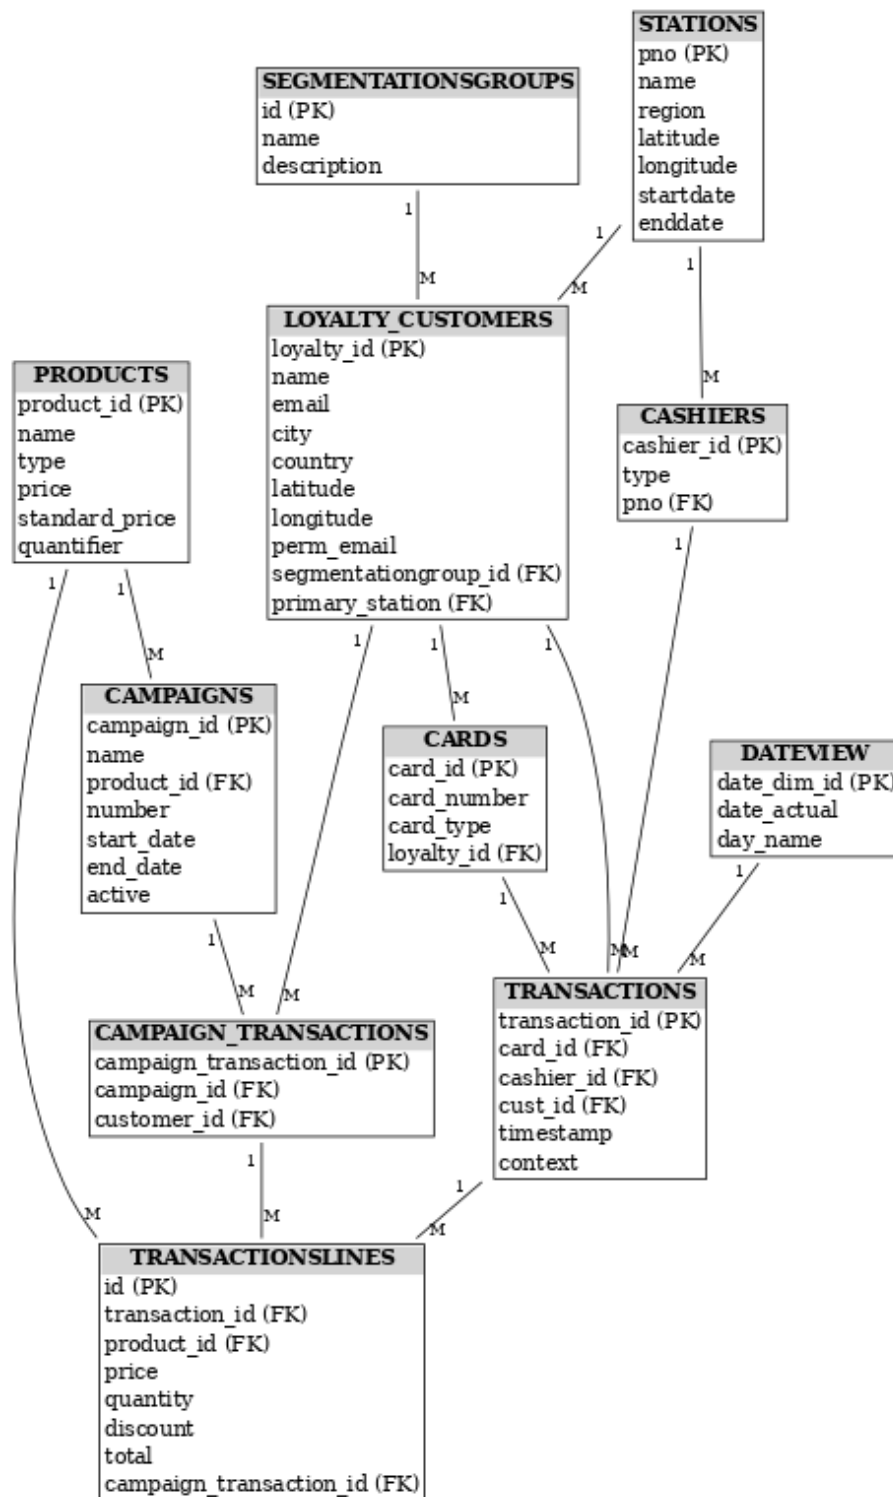 STATIONS
pno (PK)
name
region
latitude
longitude
startdate
enddate
SEGMENTATIONSGROUPS
id (PK)
name
description
1
M
1
M
1
M
LOYALTY_CUSTOMERS
loyalty_id (PK)
name
email
city
country
latitude
longitude
perm_email
segmentationgroup_id (FK)
primary_station (FK)
PRODUCTS
product_id (PK)
name
type
price
standard_price
quantifier
CASHIERS
cashier_id (PK)
type
pno (FK)
1
1
M
1
1
1
1
M
CAMPAIGNS
campaign_id (PK)
name
product_id (FK)
number
start_date
end_date
active
CARDS
card_id (PK)
card_number
card_type
loyalty_id (FK)
DATEVIEW
date_dim_id (PK)
date_actual
day_name
1
M
M
1
M
M
M
1
M
CAMPAIGN_TRANSACTIONS
campaign_transaction_id (PK)
campaign_id (FK)
customer_id (FK)
TRANSACTIONS
transaction_id (PK)
card_id (FK)
cashier_id (FK)
cust_id (FK)
timestamp
context
M
1
M
1
M
TRANSACTIONSLINES
id (PK)
transaction_id (FK)
product_id (FK)
price
quantity
discount
total
campaign_transaction_id (FK)